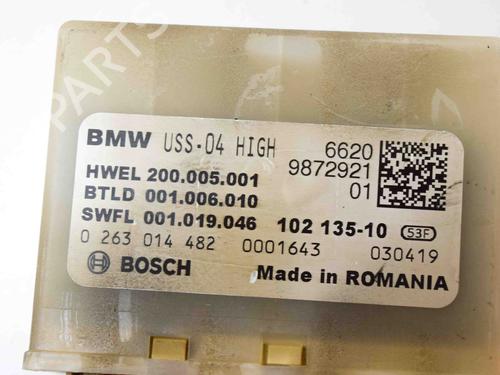 BMW USS-04 HIGH 6620
9872921
01
HWEL 200.005.001
BTLD 001.006.010
SWFL 001.019.046 102 135-10 S3F
0 263 014 482 0001643 030419
BOSCH Made in ROMANIA